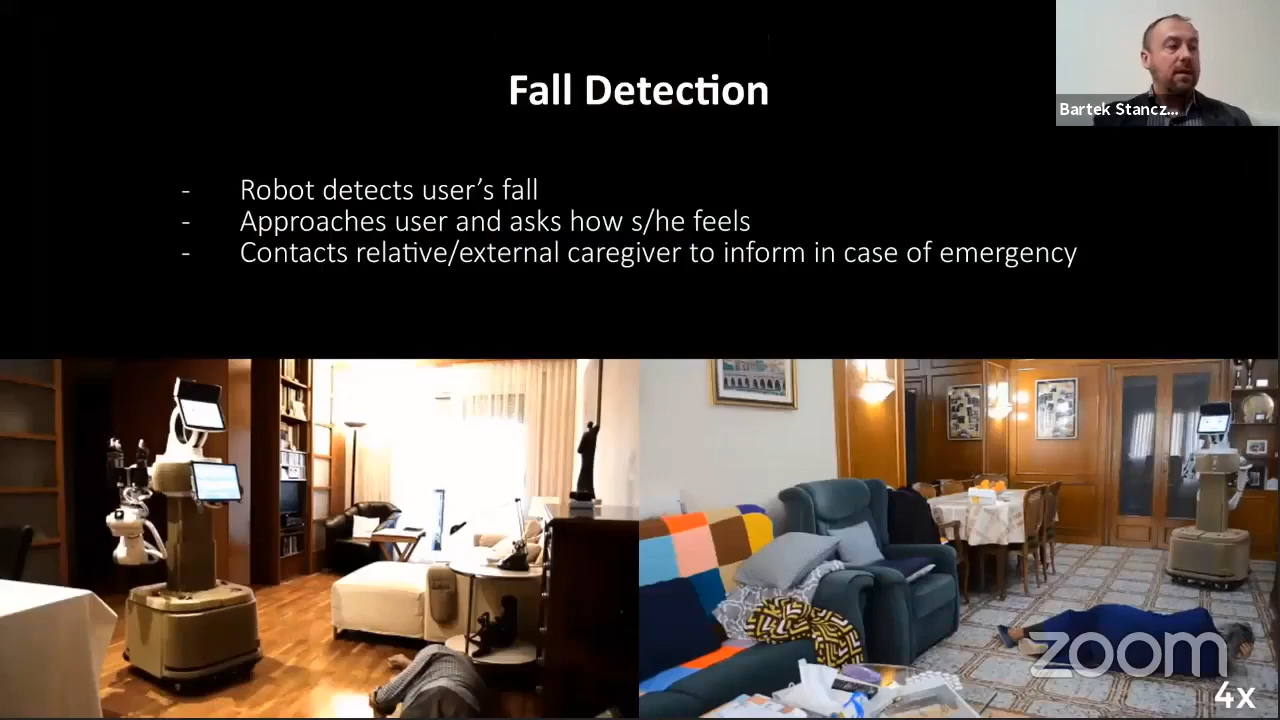 Fall Detection
Bartek Stancz...
- Robot detects user's fall
- Approaches user and asks how s/he feels
- Contacts relative/external caregiver to inform in case of emergency
zoom
4x